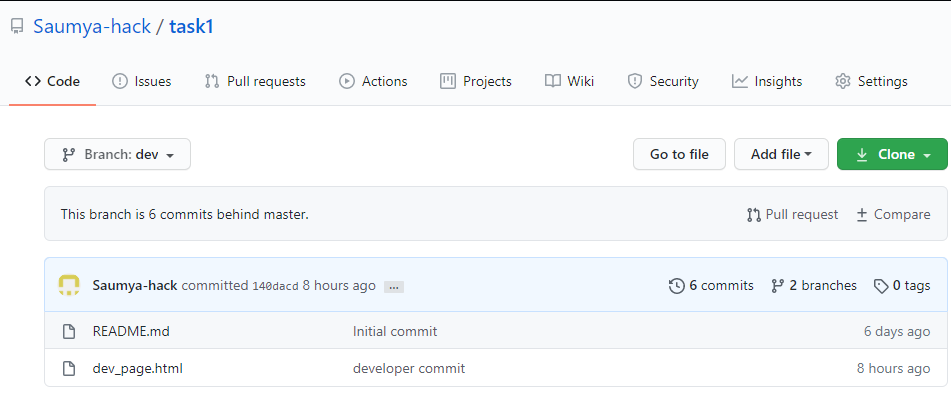 Saumya-hack / task1
Code Issues Pull requests Actions Projects Wiki Security Insights Settings
Branch: dev Go to file Add file Clone
This branch is 6 commits behind master. Pull request Compare
Saumya-hack committed 140dacd 8 hours ago ... 6 commits 2 branches 0 tags
README.md Initial commit 6 days ago
dev_page.html developer commit 8 hours ago